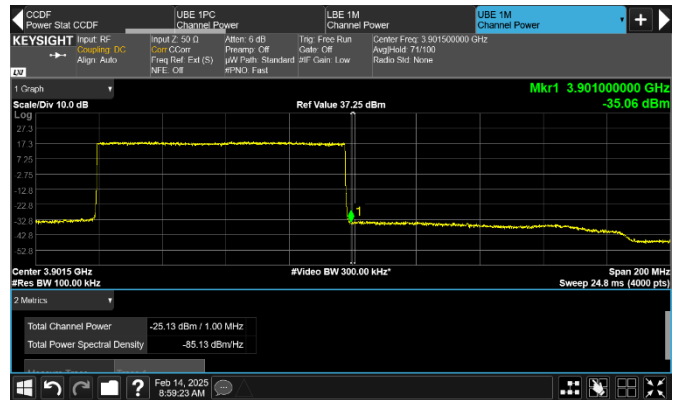 CCDF
Power Stat CCDF
UBE 1PC
Channel Power
LBE 1M
Channel Power
UBE 1M
Channel Power
KEYSIGHT
Input: RF
Coupling: DC
Align: Auto
Input Z: 50 Ω
Corr CCorr
Freq Ref: Ext (S)
NFE: Off
Atten: 6 dB
Preamp: Off
µW Path: Standard
#PNO: Fast
Trig: Free Run
Gate: Off
#IF Gain: Low
Center Freq: 3.901500000 GHz
Avg|Hold: 71/100
Radio Std: None
LXI
1 Graph
Mkr1 3.901000000 GHz
Scale/Div 10.0 dB
Ref Value 37.25 dBm
-35.06 dBm
Log
27.3
17.3
7.25
-2.75
-12.8
-22.8
-32.8
-42.8
-52.8
1
Center 3.9015 GHz
#Video BW 300.00 kHz*
Span 200 MHz
#Res BW 100.00 kHz
Sweep 24.8 ms (4000 pts)
2 Metrics
Total Channel Power -25.13 dBm / 1.00 MHz
Total Power Spectral Density -85.13 dBm/Hz
?
Feb 14, 2025
8:59:23 AM